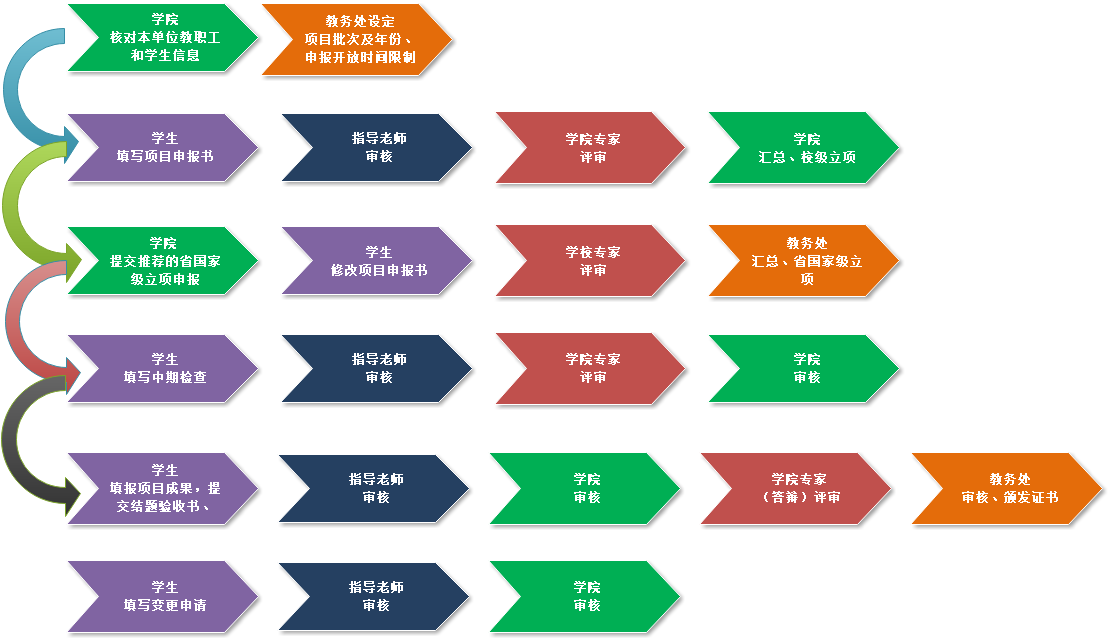 学院
核对本单位教职工
和学生信息
教务处设定
项目批次及年份、
申报开放时间限制
学生
填写项目申报书
指导老师
审核
学院专家
评审
学院
汇总、校级立项
学院
提交推荐的省国家
级立项申报
学生
修改项目申报书
学校专家
评审
教务处
汇总、省国家级立
项
学生
填写中期检查
指导老师
审核
学院专家
评审
学院
审核
学生
填报项目成果，提
交结题验收书、
指导老师
审核
学院
审核
学院专家
（答辩）评审
教务处
审核、颁发证书
学生
填写变更申请
指导老师
审核
学院
审核